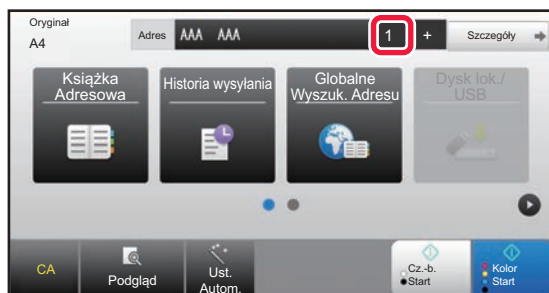 Oryginał
A4
Adres AAA AAA 1 + Szczegóły
Książka
Adresowa
Historia wysyłania
Globalne
Wyszuk. Adresu
Dysk lok./
USB
CA
Podgląd
Ust.
Autom.
Cz.-b.
Start
Kolor
Start